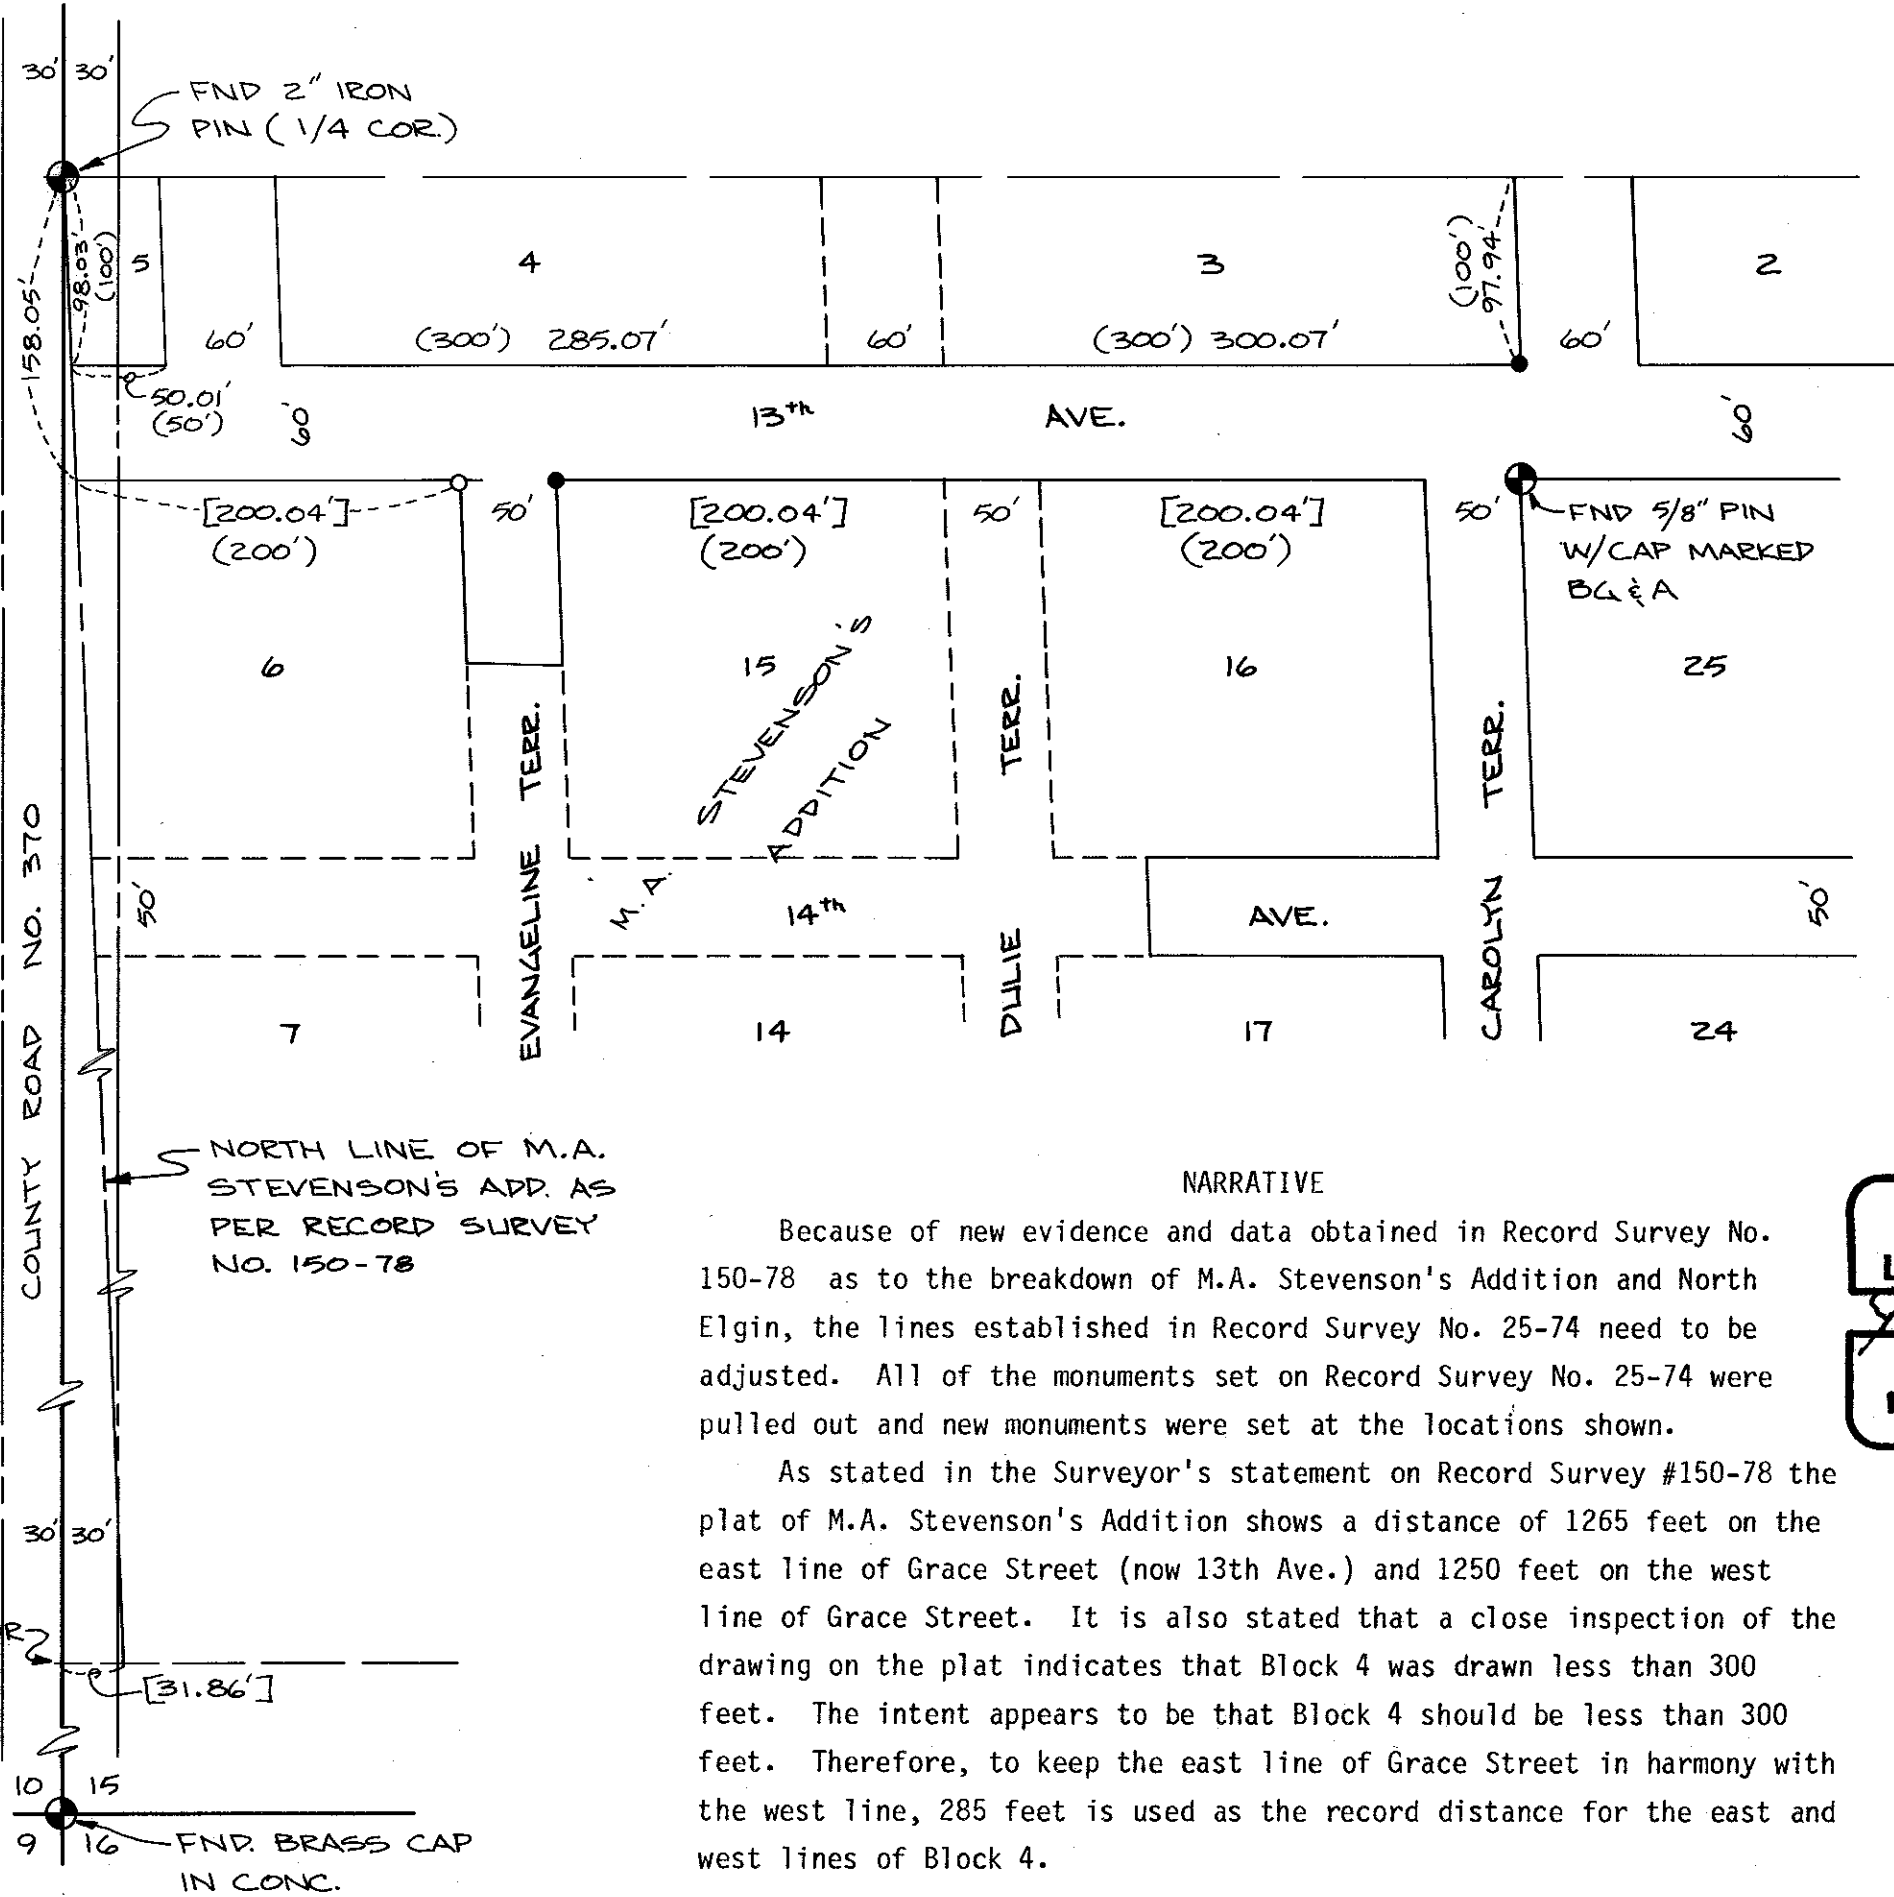 30' 30'
FND 2" IRON
PIN (1/4 COR.)
158.05'
98.03'
(100')
5
60'
4
(300') 285.07'
60'
3
(300') 300.07'
(100')
97.94'
60'
2
50.01'
(50')
60'
13th AVE.
60'
[200.04']
(200')
50'
[200.04']
(200')
50'
[200.04']
(200')
50'
FND 5/8" PIN
W/CAP MARKED
BG & A
6
15
16
25
M.A. STEVENSON'S
ADDITION
EVANGELINE TERR.
DULIE TERR.
CAROLYN TERR.
50'
14th AVE.
50'
7
14
17
24
COUNTY ROAD NO. 370
NORTH LINE OF M.A.
STEVENSON'S ADD. AS
PER RECORD SURVEY
NO. 150-78
30' 30'
[31.86']
10 15
9 16
FND. BRASS CAP
IN CONC.
NARRATIVE
Because of new evidence and data obtained in Record Survey No.
150-78 as to the breakdown of M.A. Stevenson's Addition and North
Elgin, the lines established in Record Survey No. 25-74 need to be
adjusted. All of the monuments set on Record Survey No. 25-74 were
pulled out and new monuments were set at the locations shown.
As stated in the Surveyor's statement on Record Survey #150-78 the
plat of M.A. Stevenson's Addition shows a distance of 1265 feet on the
east line of Grace Street (now 13th Ave.) and 1250 feet on the west
line of Grace Street. It is also stated that a close inspection of the
drawing on the plat indicates that Block 4 was drawn less than 300
feet. The intent appears to be that Block 4 should be less than 300
feet. Therefore, to keep the east line of Grace Street in harmony with
the west line, 285 feet is used as the record distance for the east and
west lines of Block 4.